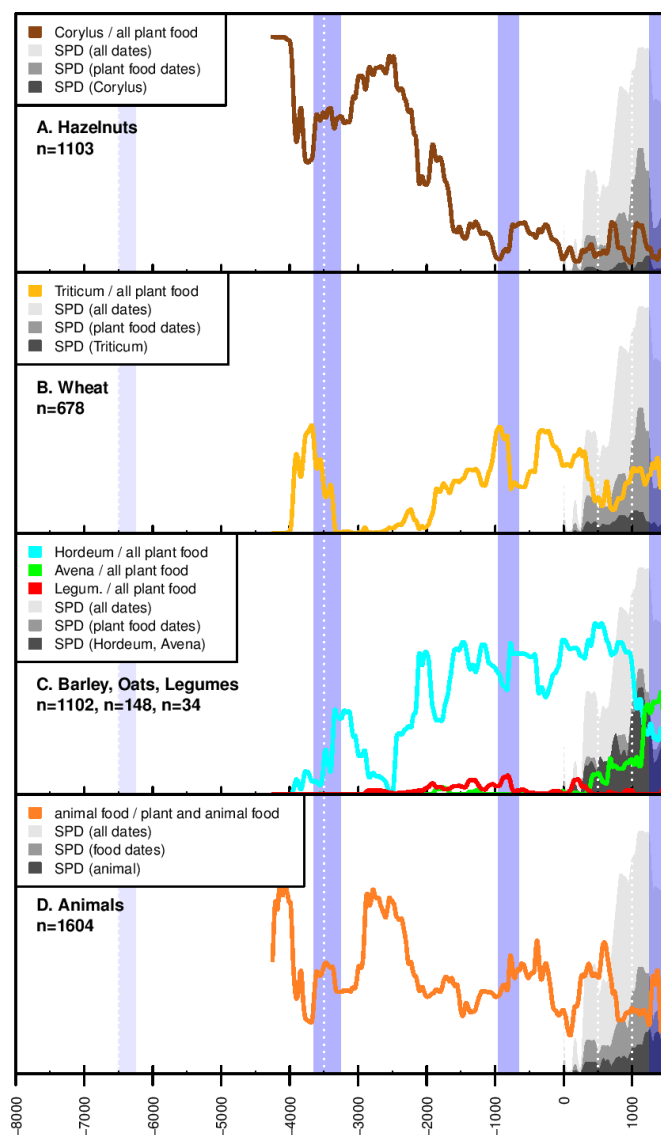 Corylus / all plant food
SPD (all dates)
SPD (plant food dates)
SPD (Corylus)
A. Hazelnuts
n=1103
Triticum / all plant food
SPD (all dates)
SPD (plant food dates)
SPD (Triticum)
B. Wheat
n=678
Hordeum / all plant food
Avena / all plant food
Legum. / all plant food
SPD (all dates)
SPD (plant food dates)
SPD (Hordeum, Avena)
C. Barley, Oats, Legumes
n=1102, n=148, n=34
animal food / plant and animal food
SPD (all dates)
SPD (food dates)
SPD (animal)
D. Animals
n=1604
-8000
-7000
-6000
-5000
-4000
-3000
-2000
-1000
0
1000